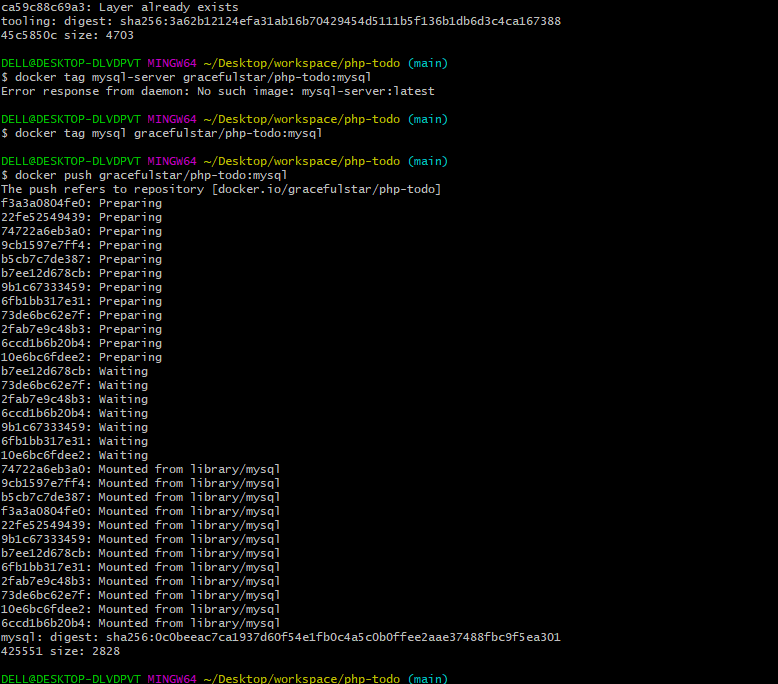 ca59c88c69a3: Layer already exists
tooling: digest: sha256:3a62b12124efa31ab16b70429454d5111b5f136b1db6d3c4ca167388
45c5850c size: 4703
DELL@DESKTOP-DLVDPVT MINGW64 ~/Desktop/workspace/php-todo (main)
$ docker tag mysql-server gracefulstar/php-todo:mysql
Error response from daemon: No such image: mysql-server:latest
DELL@DESKTOP-DLVDPVT MINGW64 ~/Desktop/workspace/php-todo (main)
$ docker tag mysql gracefulstar/php-todo:mysql
DELL@DESKTOP-DLVDPVT MINGW64 ~/Desktop/workspace/php-todo (main)
$ docker push gracefulstar/php-todo:mysql
The push refers to repository [docker.io/gracefulstar/php-todo]
f3a3a0804fe0: Preparing
22fe52549439: Preparing
74722a6eb3a0: Preparing
9cb1597e7ff4: Preparing
b5cb7c7de387: Preparing
b7ee12d678cb: Preparing
9b1c67333459: Preparing
6fb1bb317e31: Preparing
73de6bc62e7f: Preparing
2fab7e9c48b3: Preparing
6ccd1b6b20b4: Preparing
10e6bc6fdee2: Preparing
b7ee12d678cb: Waiting
73de6bc62e7f: Waiting
2fab7e9c48b3: Waiting
6ccd1b6b20b4: Waiting
9b1c67333459: Waiting
6fb1bb317e31: Waiting
10e6bc6fdee2: Waiting
74722a6eb3a0: Mounted from library/mysql
9cb1597e7ff4: Mounted from library/mysql
b5cb7c7de387: Mounted from library/mysql
f3a3a0804fe0: Mounted from library/mysql
22fe52549439: Mounted from library/mysql
9b1c67333459: Mounted from library/mysql
b7ee12d678cb: Mounted from library/mysql
6fb1bb317e31: Mounted from library/mysql
2fab7e9c48b3: Mounted from library/mysql
73de6bc62e7f: Mounted from library/mysql
10e6bc6fdee2: Mounted from library/mysql
6ccd1b6b20b4: Mounted from library/mysql
mysql: digest: sha256:0c0beeac7ca1937d60f54e1fb0c4a5c0b0ffee2aae37488fbc9f5ea301
425551 size: 2828
DELL@DESKTOP-DLVDPVT MINGW64 ~/Desktop/workspace/php-todo (main)